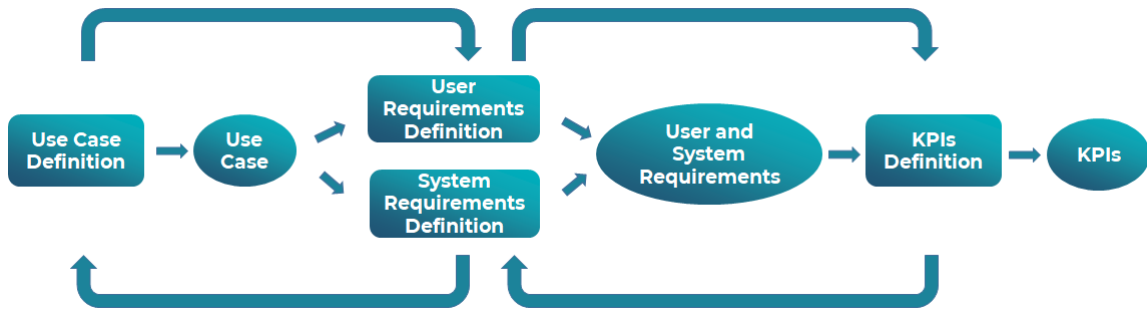 Use Case
Definition
Use
Case
User
Requirements
Definition
System
Requirements
Definition
User and
System
Requirements
KPIs
Definition
KPIs